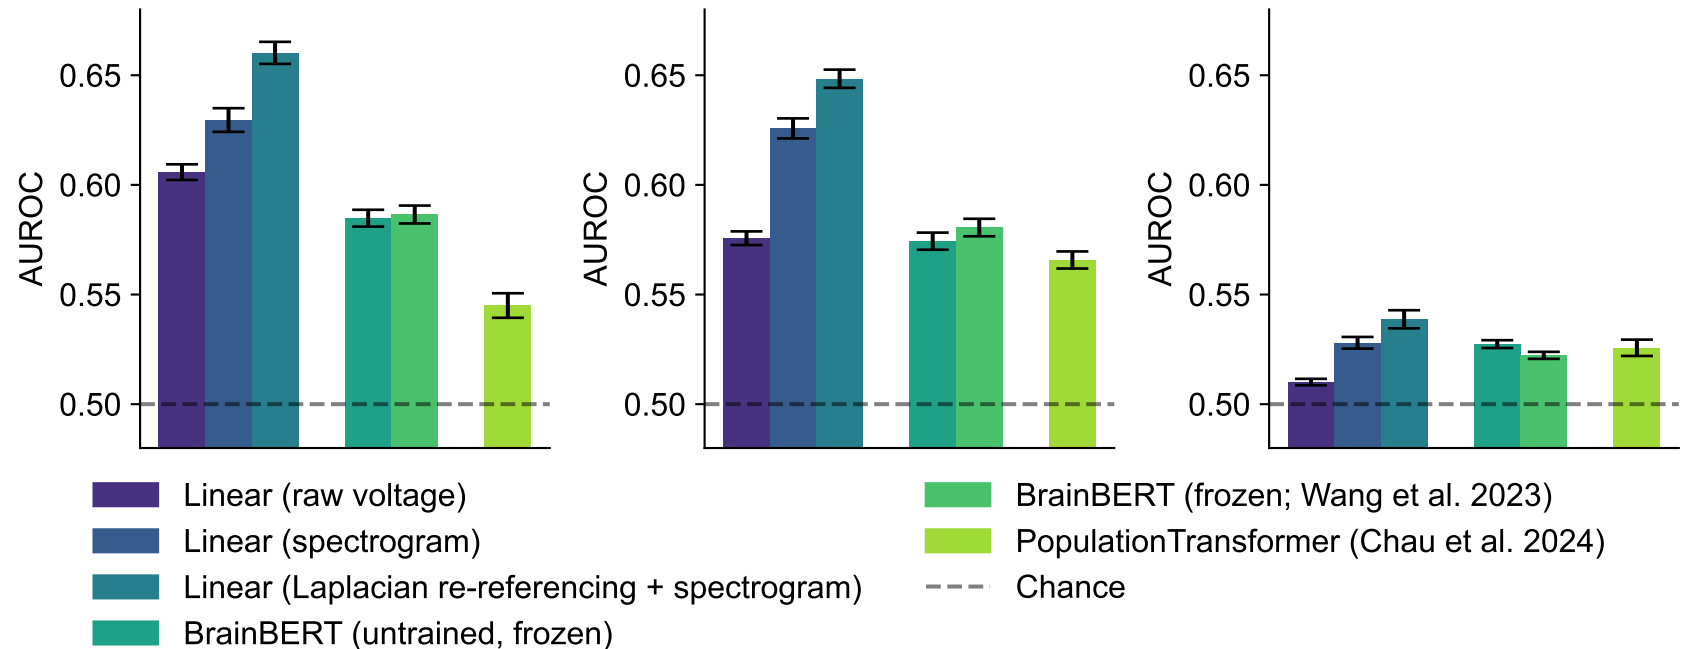 AUROC
0.65
0.60
0.55
0.50
AUROC
0.65
0.60
0.55
0.50
AUROC
0.65
0.60
0.55
0.50
Linear (raw voltage)
Linear (spectrogram)
Linear (Laplacian re-referencing + spectrogram)
BrainBERT (untrained, frozen)
BrainBERT (frozen; Wang et al. 2023)
PopulationTransformer (Chau et al. 2024)
Chance